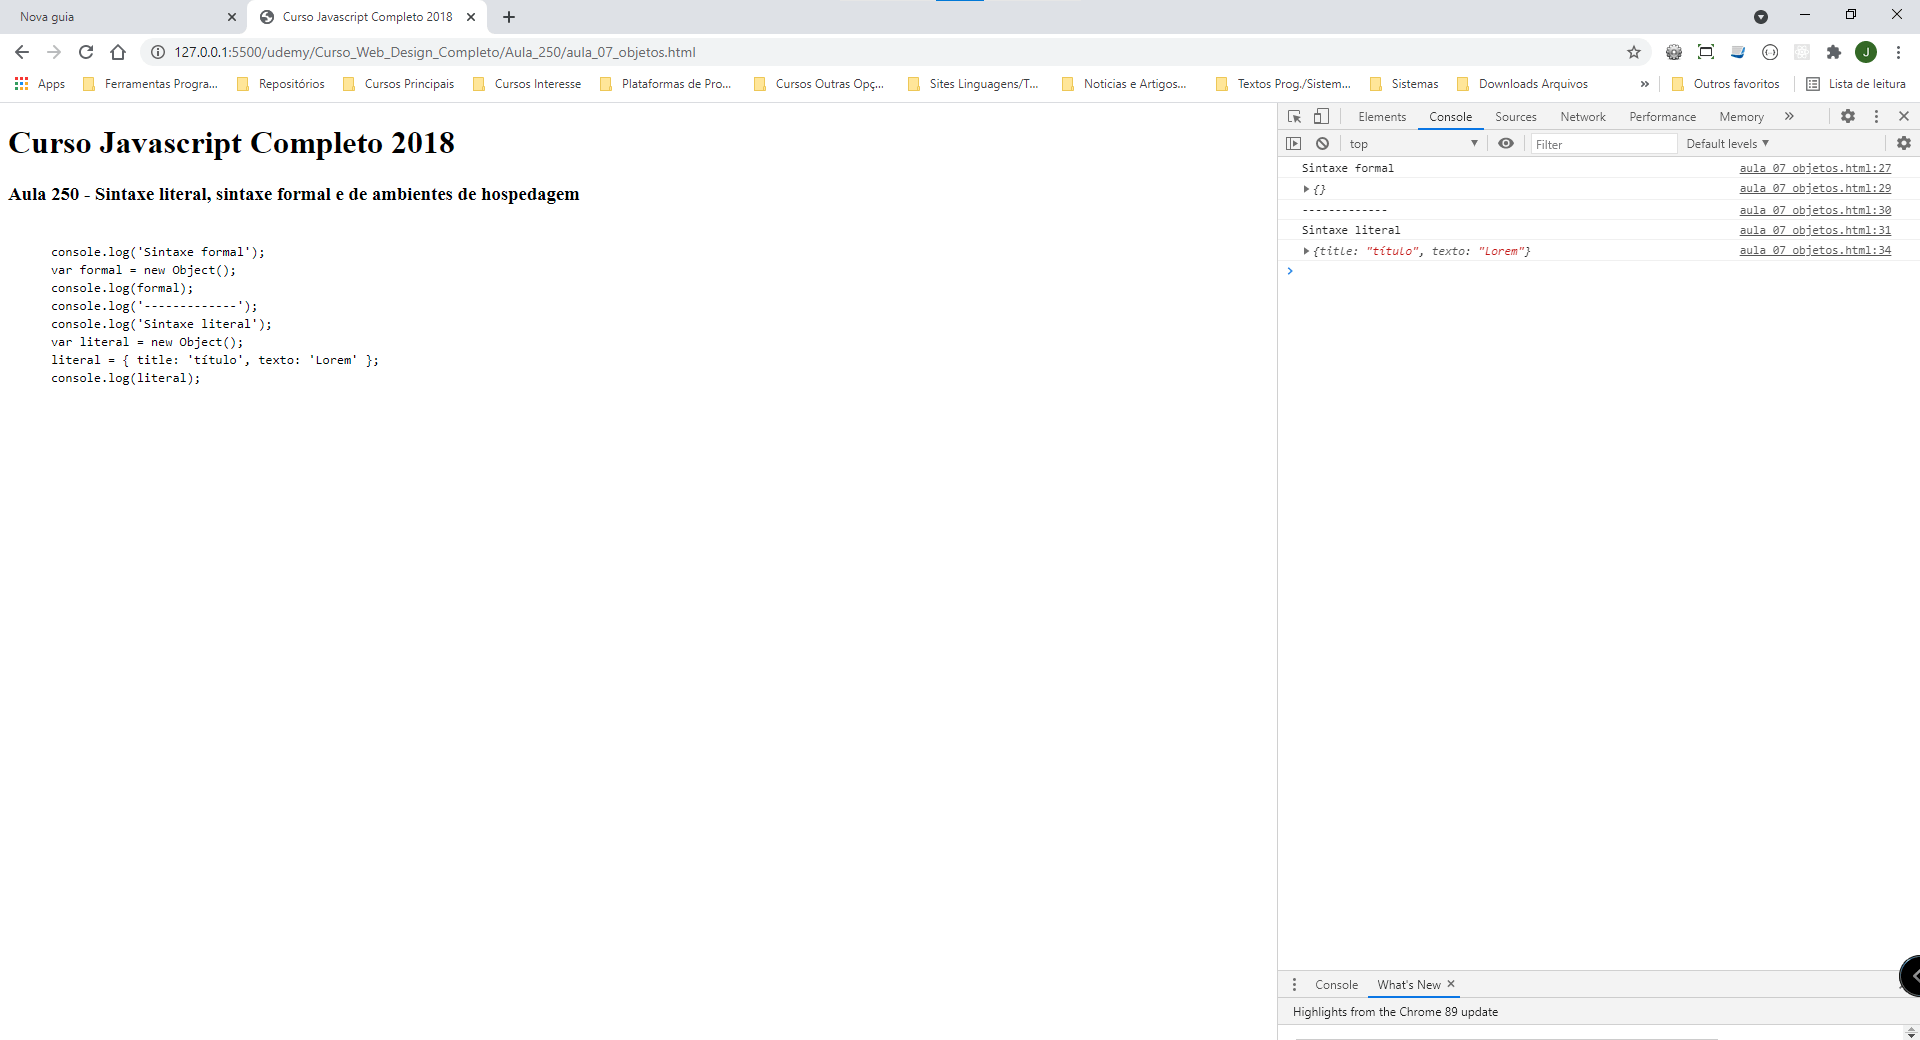 Nova guia
Curso Javascript Completo 2018
127.0.0.1:5500/udemy/Curso_Web_Design_Completo/Aula_250/aula_07_objetos.html
J
Apps Ferramentas Progra... Repositórios Cursos Principais Cursos Interesse Plataformas de Pro... Cursos Outras Opç... Sites Linguagens/T... Noticias e Artigos... Textos Prog./Sistem... Sistemas Downloads Arquivos » Outros favoritos Lista de leitura
Curso Javascript Completo 2018
Aula 250 - Sintaxe literal, sintaxe formal e de ambientes de hospedagem
console.log('Sintaxe formal');
var formal = new Object();
console.log(formal);
console.log('-------------');
console.log('Sintaxe literal');
var literal = new Object();
literal = { title: 'título', texto: 'Lorem' };
console.log(literal);
Elements Console Sources Network Performance Memory »
top Filter Default levels
Sintaxe formal aula_07_objetos.html:27
{} aula_07_objetos.html:29
------------- aula_07_objetos.html:30
Sintaxe literal aula_07_objetos.html:31
{title: "título", texto: "Lorem"} aula_07_objetos.html:34
Console What's New
Highlights from the Chrome 89 update